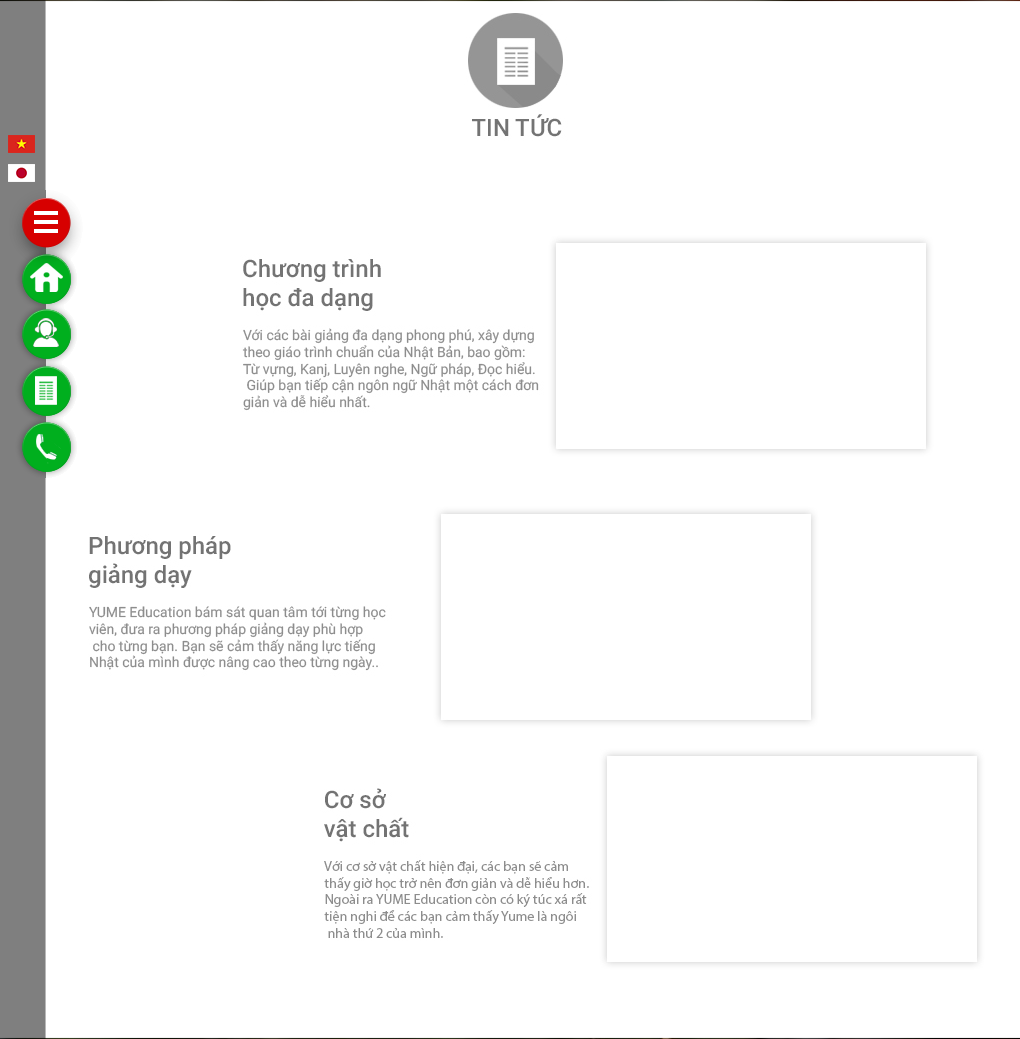 TIN TỨC
Chương trình
học đa dạng
Với các bài giảng đa dạng phong phú, xây dựng
theo giáo trình chuẩn của Nhật Bản, bao gồm:
Từ vựng, Kanj, Luyên nghe, Ngữ pháp, Đọc hiểu.
Giúp bạn tiếp cận ngôn ngữ Nhật một cách đơn
giản và dễ hiểu nhất.
Phương pháp
giảng dạy
YUME Education bám sát quan tâm tới từng học
viên, đưa ra phương pháp giảng dạy phù hợp
cho từng bạn. Bạn sẽ cảm thấy năng lực tiếng
Nhật của mình được nâng cao theo từng ngày..
Cơ sở
vật chất
Với cơ sở vật chất hiện đại, các bạn sẽ cảm
thấy giờ học trở nên đơn giản và dễ hiểu hơn.
Ngoài ra YUME Education còn có ký túc xá rất
tiện nghi để các bạn cảm thấy Yume là ngôi
nhà thứ 2 của mình.